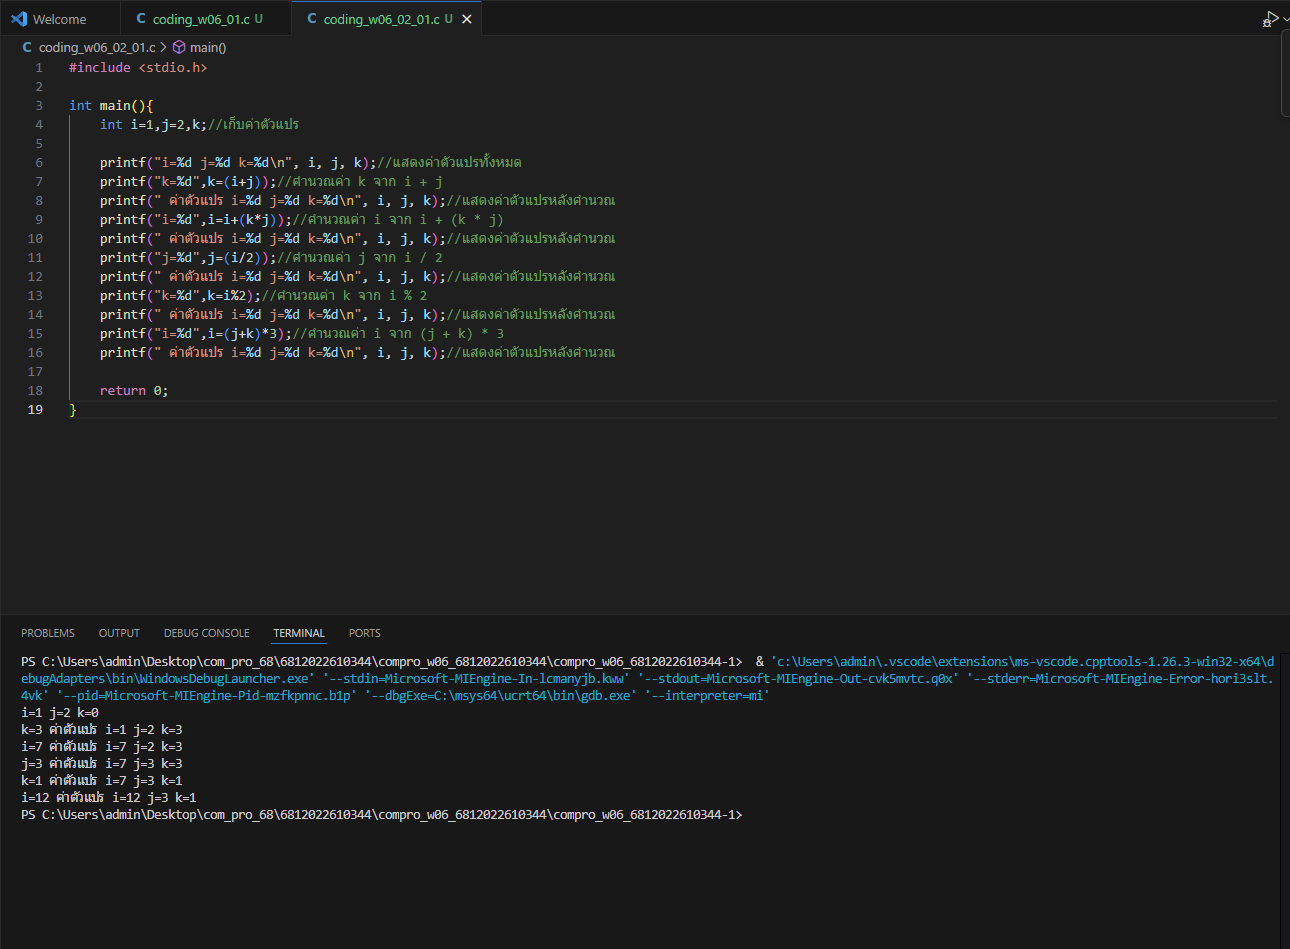 Welcome
C coding_w06_01.c U
C coding_w06_02_01.c U
C coding_w06_02_01.c > main()
1 #include <stdio.h>
2
3 int main(){
4 int i=1,j=2,k;//เก็บค่าตัวแปร
5
6 printf("i=%d j=%d k=%d\n", i, j, k);//แสดงค่าตัวแปรทั้งหมด
7 printf("k=%d",k=(i+j));//คำนวณค่า k จาก i + j
8 printf(" ค่าตัวแปร i=%d j=%d k=%d\n", i, j, k);//แสดงค่าตัวแปรหลังคำนวณ
9 printf("i=%d",i=i+(k*j));//คำนวณค่า i จาก i + (k * j)
10 printf(" ค่าตัวแปร i=%d j=%d k=%d\n", i, j, k);//แสดงค่าตัวแปรหลังคำนวณ
11 printf("j=%d",j=(i/2));//คำนวณค่า j จาก i / 2
12 printf(" ค่าตัวแปร i=%d j=%d k=%d\n", i, j, k);//แสดงค่าตัวแปรหลังคำนวณ
13 printf("k=%d",k=i%2);//คำนวณค่า k จาก i % 2
14 printf(" ค่าตัวแปร i=%d j=%d k=%d\n", i, j, k);//แสดงค่าตัวแปรหลังคำนวณ
15 printf("i=%d",i=(j+k)*3);//คำนวณค่า i จาก (j + k) * 3
16 printf(" ค่าตัวแปร i=%d j=%d k=%d\n", i, j, k);//แสดงค่าตัวแปรหลังคำนวณ
17
18 return 0;
19 }
PROBLEMS OUTPUT DEBUG CONSOLE TERMINAL PORTS
PS C:\Users\admin\Desktop\com_pro_68\6812022610344\compro_w06_6812022610344\compro_w06_6812022610344-1> & 'c:\Users\admin\.vscode\extensions\ms-vscode.cpptools-1.26.3-win32-x64\d
ebugAdapters\bin\WindowsDebugLauncher.exe' '--stdin=Microsoft-MIEngine-In-lcmanyjb.kww' '--stdout=Microsoft-MIEngine-Out-cvk5mvtc.q0x' '--stderr=Microsoft-MIEngine-Error-hori3slt.
4vk' '--pid=Microsoft-MIEngine-Pid-mzfkpnnc.b1p' '--dbgExe=C:\msys64\ucrt64\bin\gdb.exe' '--interpreter=mi'
i=1 j=2 k=0
k=3 ค่าตัวแปร i=1 j=2 k=3
i=7 ค่าตัวแปร i=7 j=2 k=3
j=3 ค่าตัวแปร i=7 j=3 k=3
k=1 ค่าตัวแปร i=7 j=3 k=1
i=12 ค่าตัวแปร i=12 j=3 k=1
PS C:\Users\admin\Desktop\com_pro_68\6812022610344\compro_w06_6812022610344\compro_w06_6812022610344-1>